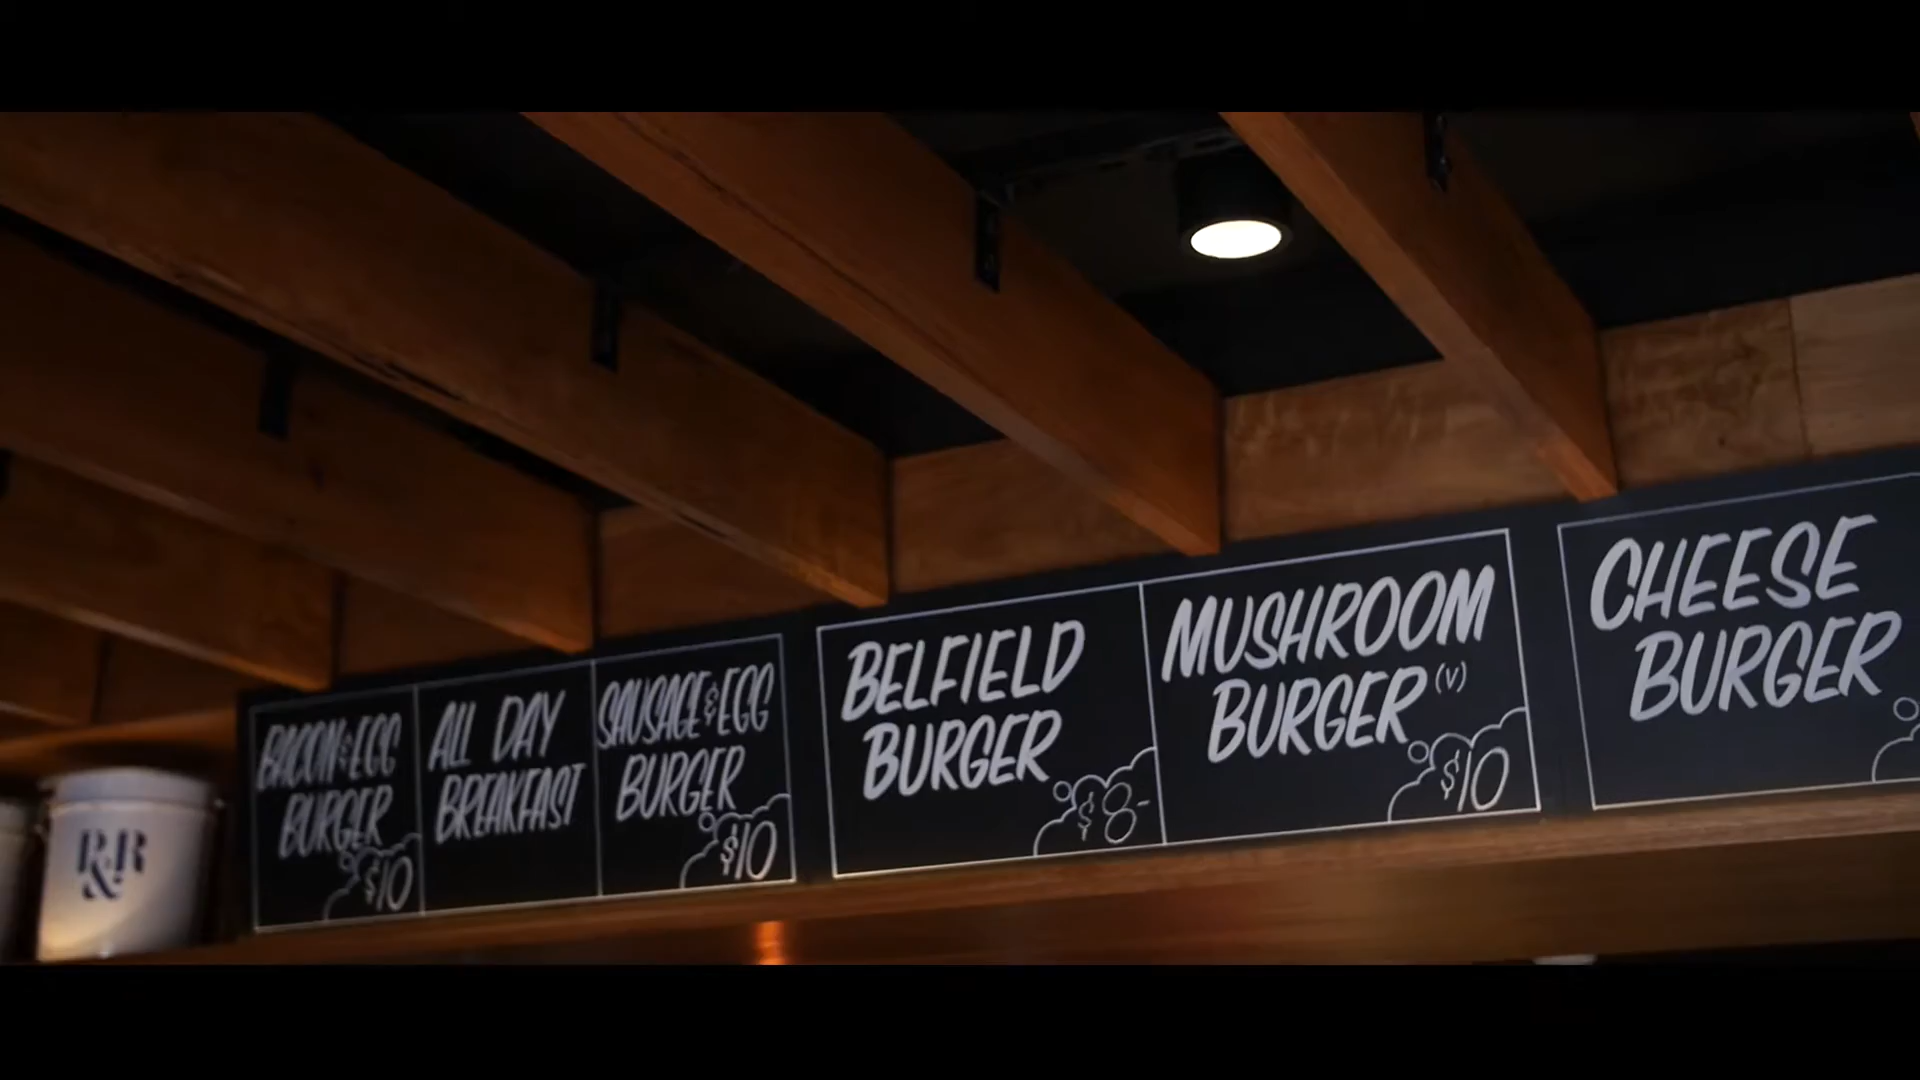 R&R
BACON & EGG
BURGER
$10
ALL DAY
BREAKFAST
SAUSAGE & EGG
BURGER
$10
BELFIELD
BURGER
$8-
MUSHROOM
BURGER (V)
$10
CHEESE
BURGER